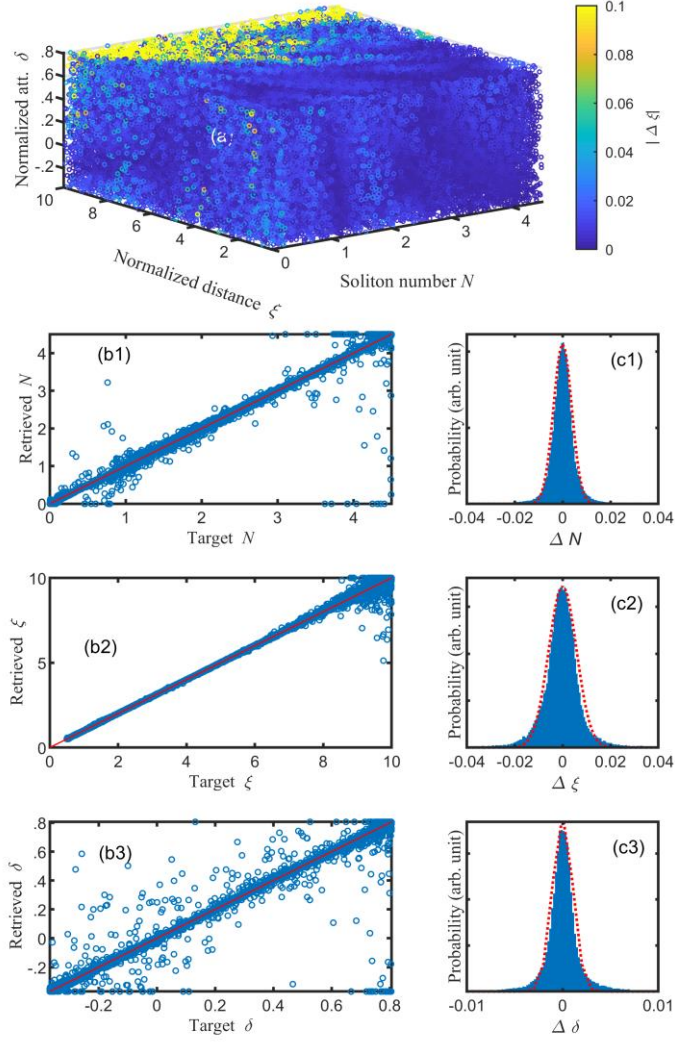 Normalized att. δ
.8
.6
.4
.2
0
-.2
10
8
6
4
2
0
1
2
3
4
(a)
Normalized distance ξ
Soliton number N
0.1
0.08
0.06
0.04
0.02
0
| Δ ξ|
(b1)
Retrieved N
4
3
2
1
0
0
1
2
3
4
Target N
(c1)
Probability (arb. unit)
-0.04
-0.02
0
0.02
0.04
Δ N
(b2)
Retrieved ξ
10
5
0
0
2
4
6
8
10
Target ξ
(c2)
Probability (arb. unit)
-0.04
-0.02
0
0.02
0.04
Δ ξ
(b3)
Retrieved δ
.8
.6
.4
.2
0
-.2
-0.2
0
0.2
0.4
0.6
0.8
Target δ
(c3)
Probability (arb. unit)
-0.01
0
0.01
Δ δ